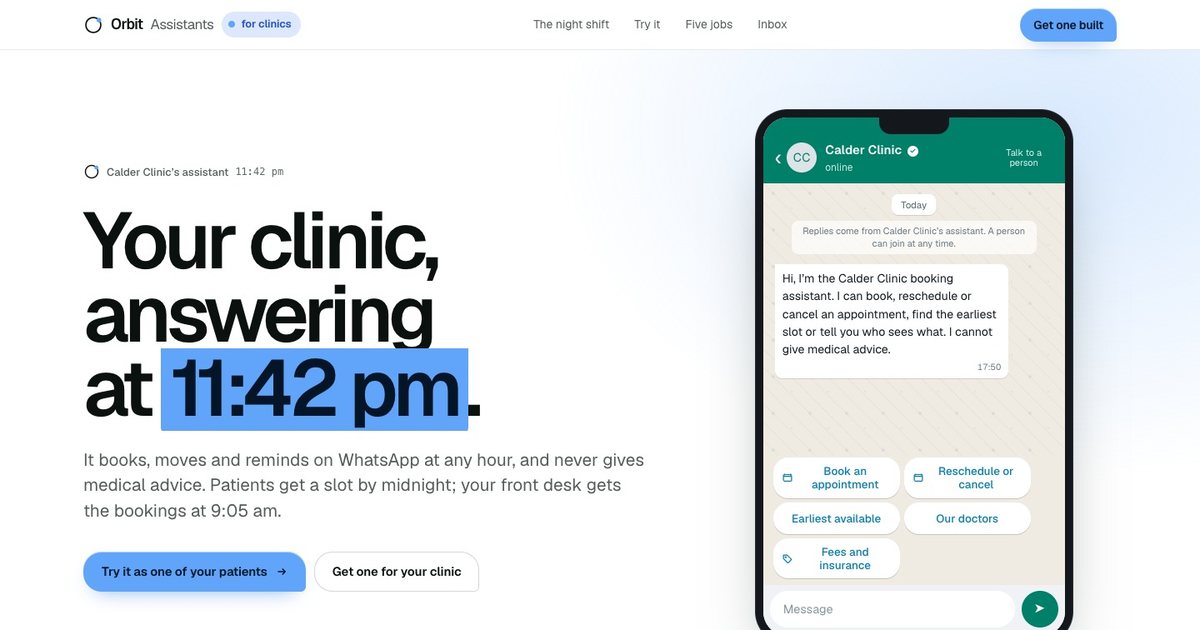 Orbit Assistants for clinics
The night shift
Try it
Five jobs
Inbox
Get one built
Calder Clinic's assistant 11:42 pm
Your clinic,
answering
at 11:42 pm.
It books, moves and reminds on WhatsApp at any hour, and never gives
medical advice. Patients get a slot by midnight; your front desk gets
the bookings at 9:05 am.
Try it as one of your patients →
Get one for your clinic
CC
Calder Clinic
online
Talk to a
person
Today
Replies come from Calder Clinic's assistant. A person
can join at any time.
Hi, I'm the Calder Clinic booking
assistant. I can book, reschedule or
cancel an appointment, find the earliest
slot or tell you who sees what. I cannot
give medical advice.
17:50
Book an
appointment
Reschedule or
cancel
Earliest available
Our doctors
Fees and
insurance
Message